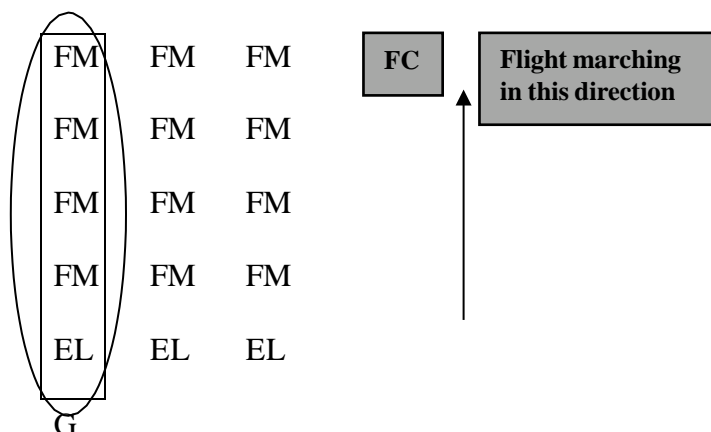 FM FM FM FC Flight marching
in this direction
FM FM FM
FM FM FM
FM FM FM
EL EL EL
G